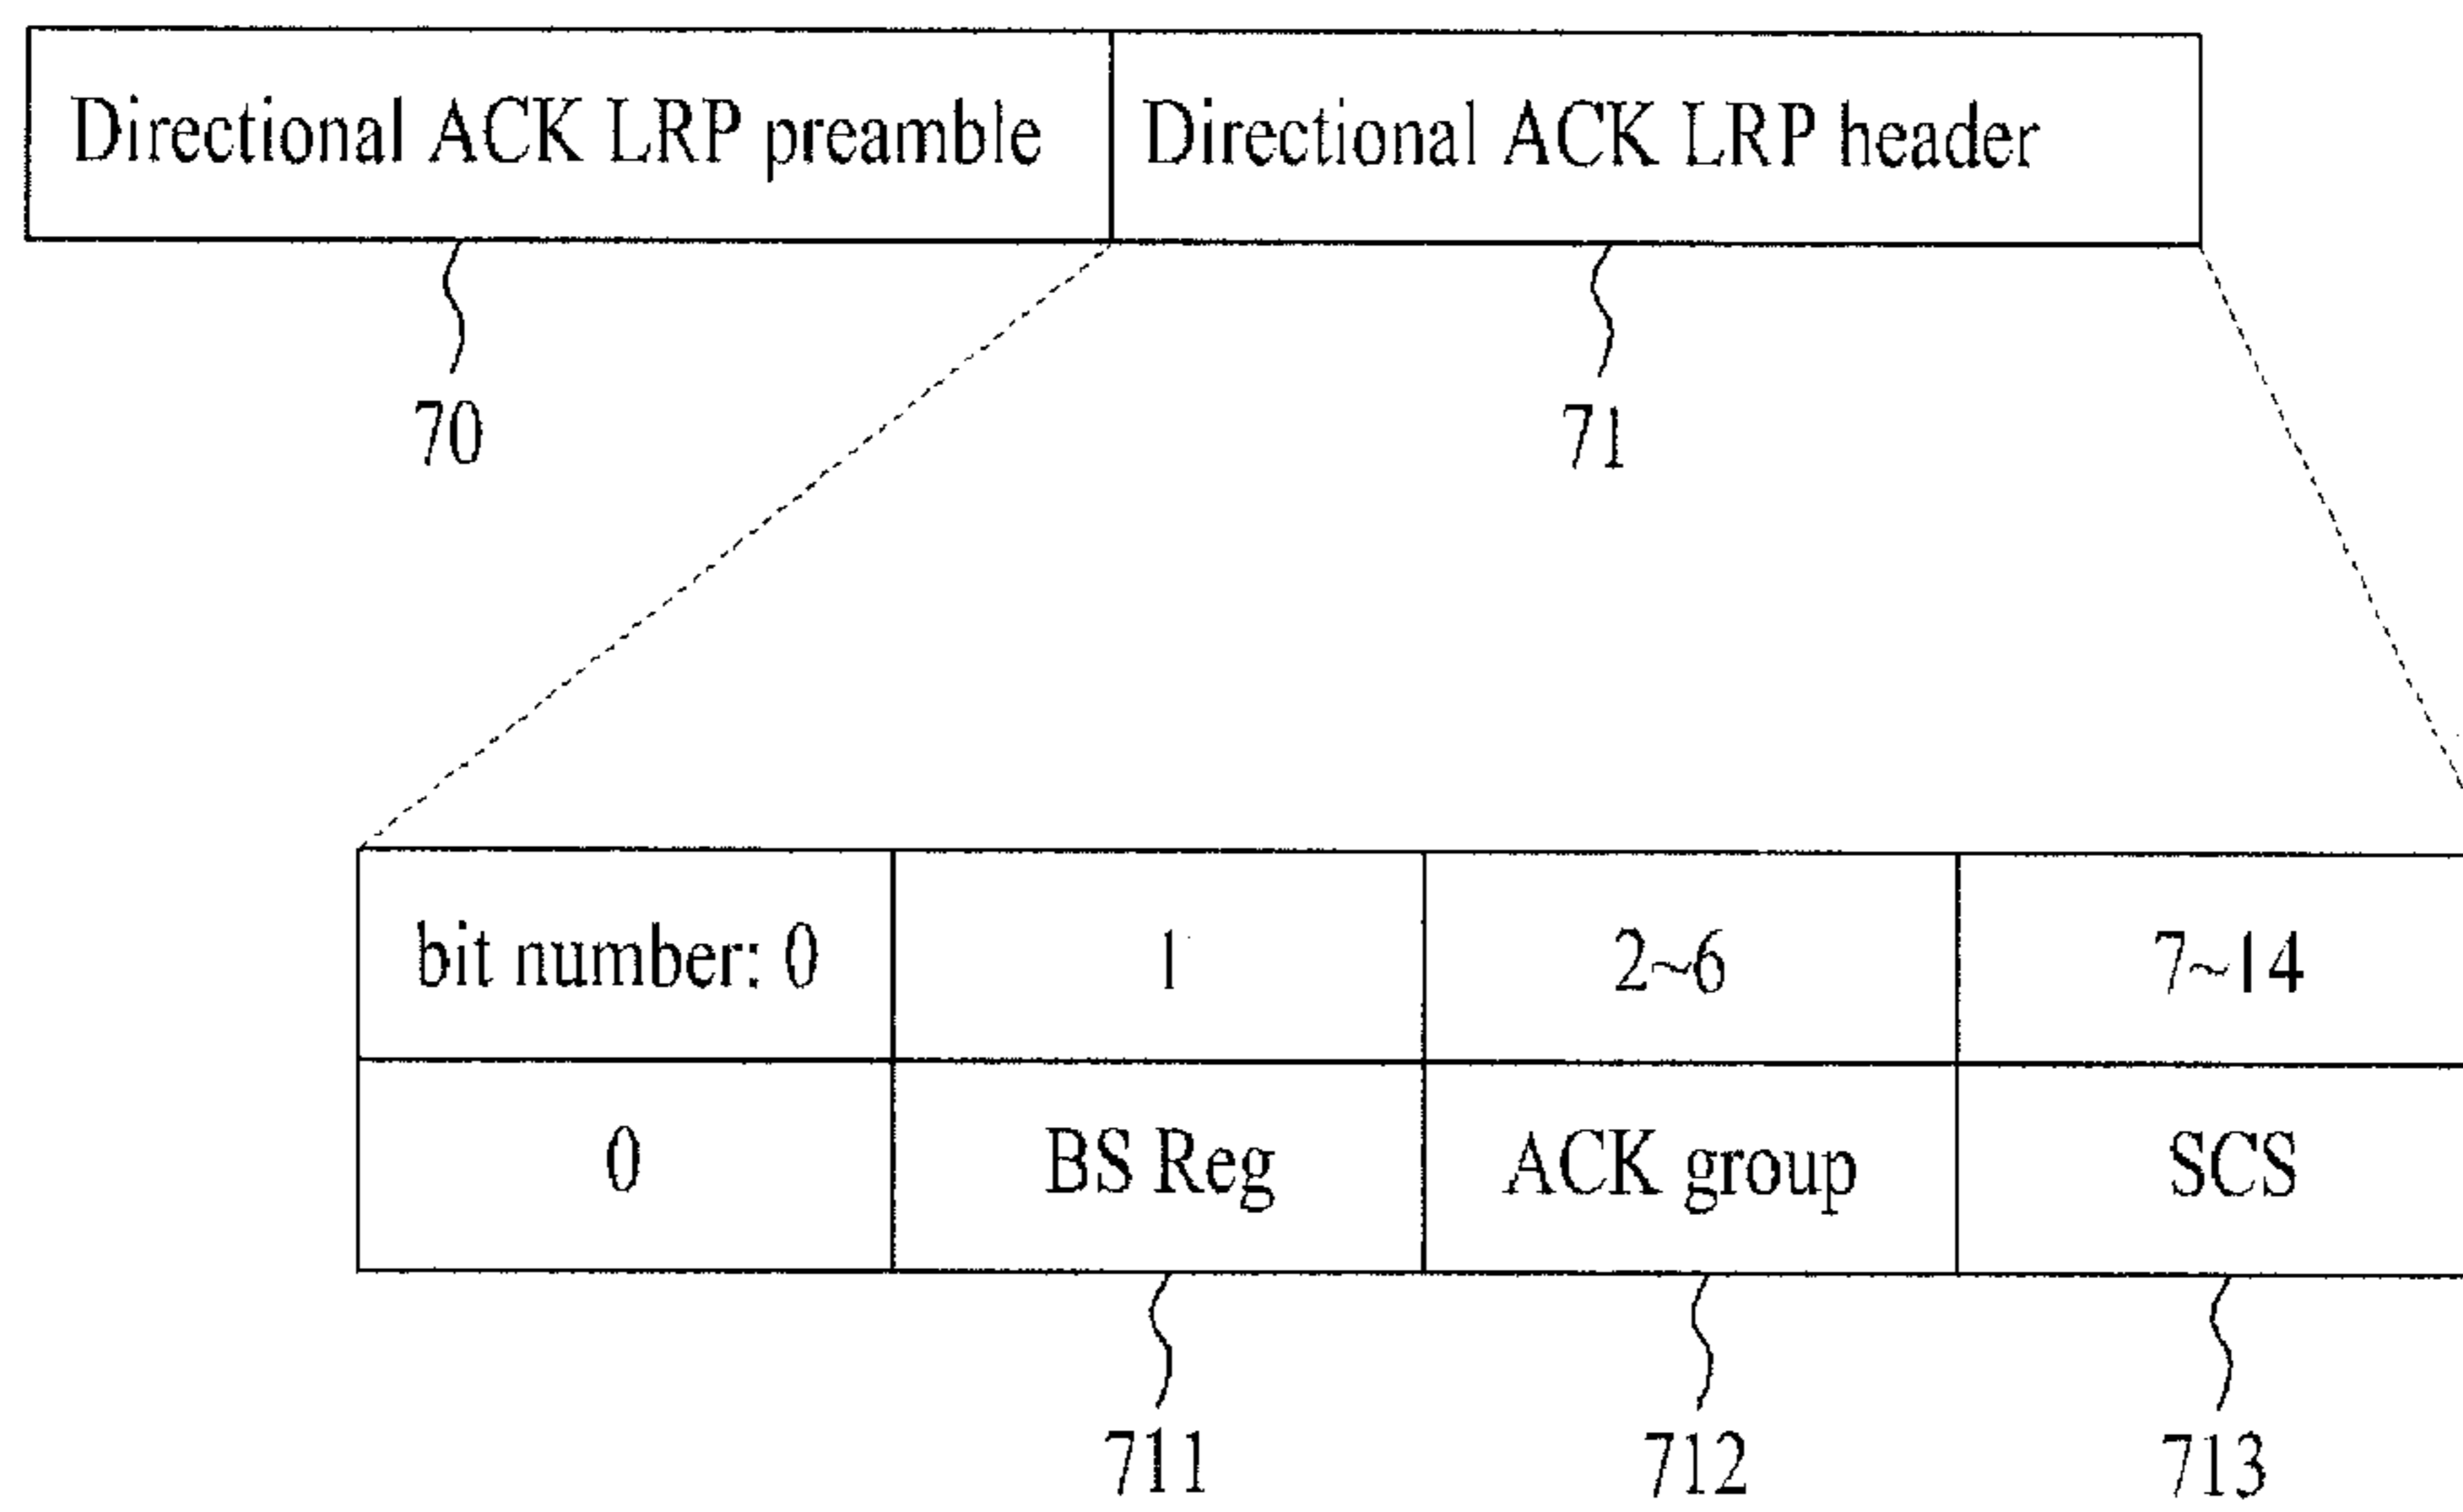 Directional ACK LRP preamble Directional ACK LRP header
70 71
bit number: 0 1 2~6 7~14
0 BS Reg ACK group SCS
711 712 713